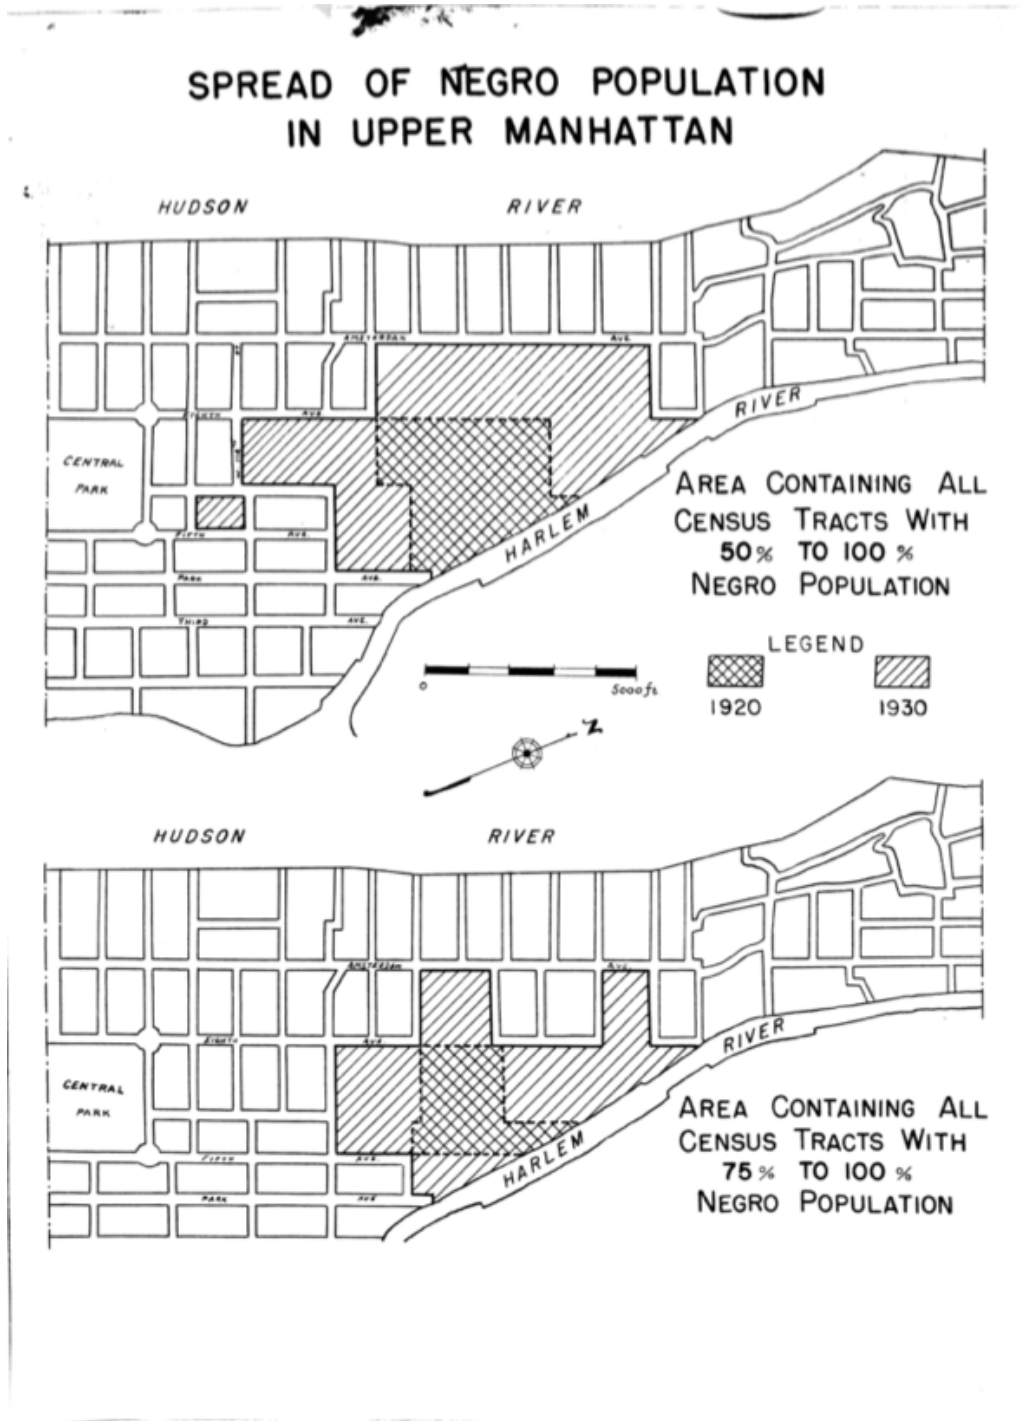 SPREAD OF NEGRO POPULATION
IN UPPER MANHATTAN
HUDSON RIVER
AMSTERDAM AVE.
EIGHTH AVE.
CENTRAL
PARK
FIFTH AVE.
PARK AVE.
THIRD AVE.
HARLEM RIVER
AREA CONTAINING ALL
CENSUS TRACTS WITH
50% TO 100%
NEGRO POPULATION
LEGEND
1920 1930
0 5000ft
N
HUDSON RIVER
AMSTERDAM AVE.
EIGHTH AVE.
CENTRAL
PARK
FIFTH AVE.
PARK AVE
HARLEM RIVER
AREA CONTAINING ALL
CENSUS TRACTS WITH
75% TO 100%
NEGRO POPULATION